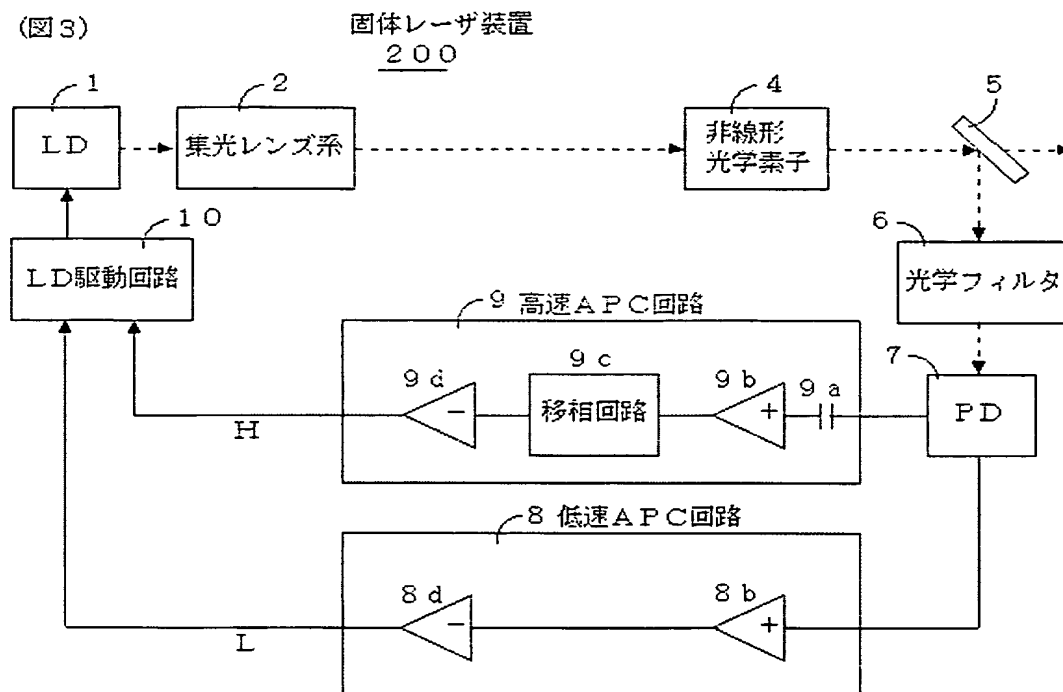 (図3)
固体レーザ装置
200
1
LD
2
集光レンズ系
4
非線形
光学素子
5
10
LD駆動回路
6
光学フィルタ
9 高速APC回路
9d
−
9c
移相回路
9b
+
9a
7
PD
H
8 低速APC回路
8d
−
8b
+
L